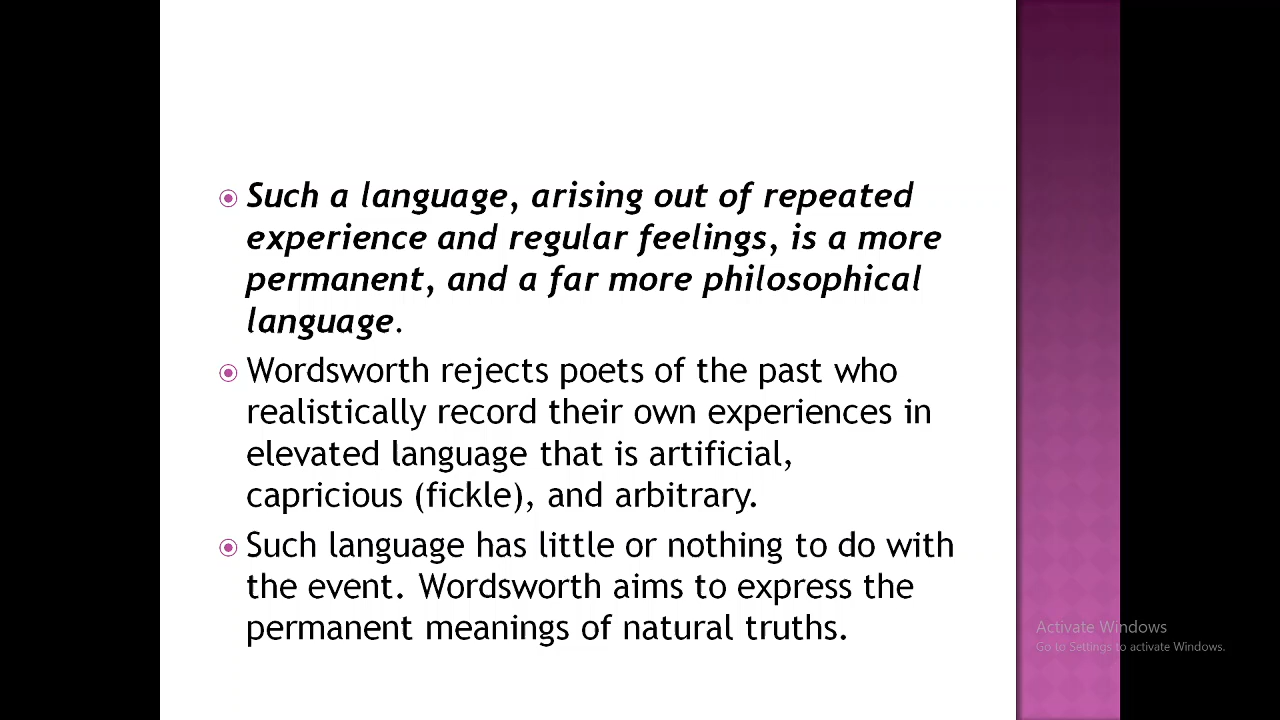 Such a language, arising out of repeated
experience and regular feelings, is a more
permanent, and a far more philosophical
language.
Wordsworth rejects poets of the past who
realistically record their own experiences in
elevated language that is artificial,
capricious (fickle), and arbitrary.
Such language has little or nothing to do with
the event. Wordsworth aims to express the
permanent meanings of natural truths.
Activate Windows
Go to Settings to activate Windows.